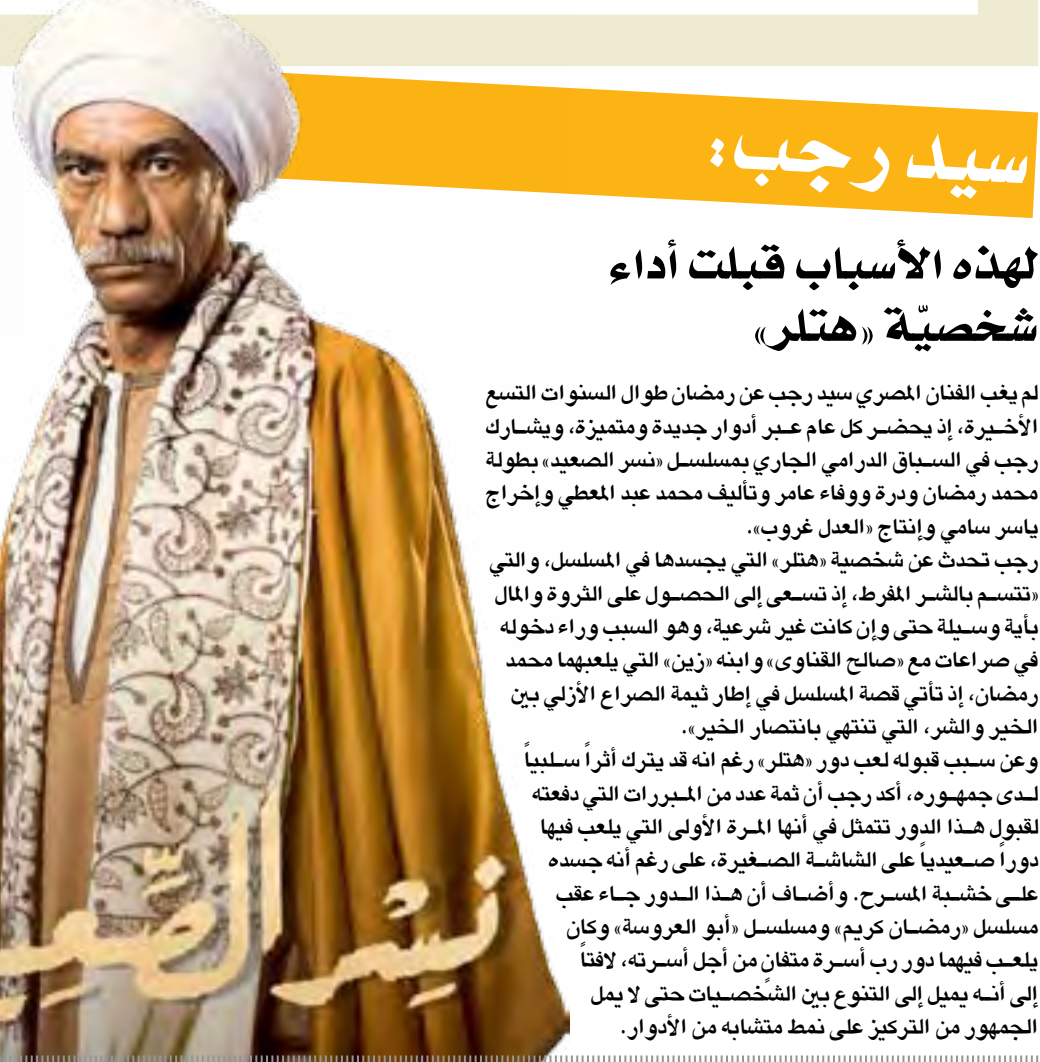 سيد رجب:
لهذه الأسباب قبلت أداء
شخصيّة «هتلر»
لم يغب الفنان المصري سيد رجب عن رمضان طوال السنوات التسع
الأخيرة، إذ يحضر كل عام عبر أدوار جديدة ومتميزة، ويشارك
رجب في السباق الدرامي الجاري بمسلسل «نسر الصعيد» بطولة
محمد رمضان ودرة ووفاء عامر وتأليف محمد عبد المعطي وإخراج
ياسر سامي وإنتاج «العدل غروب».
رجب تحدث عن شخصية «هتلر» التي يجسدها في المسلسل، والتي
«تتسم بالشر المفرط، إذ تسعى إلى الحصول على الثروة والمال
بأية وسيلة حتى وإن كانت غير شرعية، وهو السبب وراء دخوله
في صراعات مع «صالح القناوى» وابنه «زين» التي يلعبهما محمد
رمضان، إذ تأتي قصة المسلسل في إطار ثيمة الصراع الأزلي بين
الخير والشر، التي تنتهي بانتصار الخير».
وعن سبب قبوله لعب دور «هتلر» رغم انه قد يترك أثراً سلبياً
لدى جمهوره، أكد رجب أن ثمة عدد من المبررات التي دفعته
لقبول هذا الدور تتمثل في أنها المرة الأولى التي يلعب فيها
دوراً صعيدياً على الشاشة الصغيرة، على رغم أنه جسده
على خشبة المسرح. وأضاف أن هذا الدور جاء عقب
مسلسل «رمضان كريم» ومسلسل «أبو العروسة» وكان
يلعب فيهما دور رب أسرة متفانٍ من أجل أسرته، لافتاً
إلى أنه يميل إلى التنوع بين الشخصيات حتى لا يمل
الجمهور من التركيز على نمط متشابه من الأدوار.
نسر